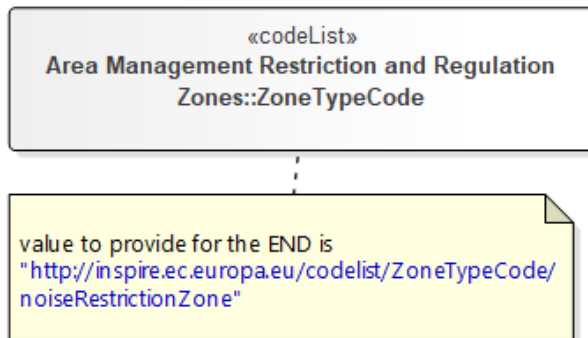 «codeList»
Area Management Restriction and Regulation
Zones::ZoneTypeCode
value to provide for the END is
"http://inspire.ec.europa.eu/codelist/ZoneTypeCode/
noiseRestrictionZone"